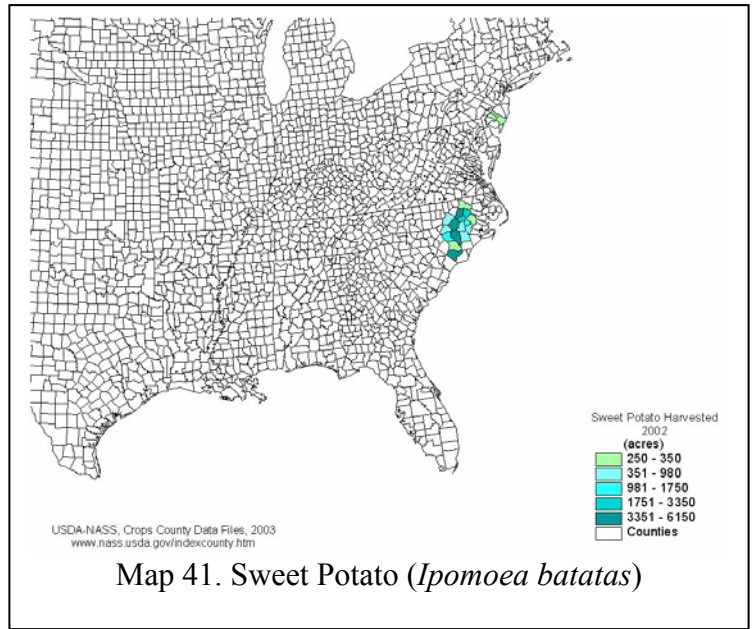 Sweet Potato Harvested
2002
(acres)
250 - 350
351 - 980
981 - 1750
1751 - 3350
3351 - 6150
Counties
USDA-NASS, Crops County Data Files, 2003
www.nass.usda.gov/indexcounty.htm
Map 41. Sweet Potato (Ipomoea batatas)